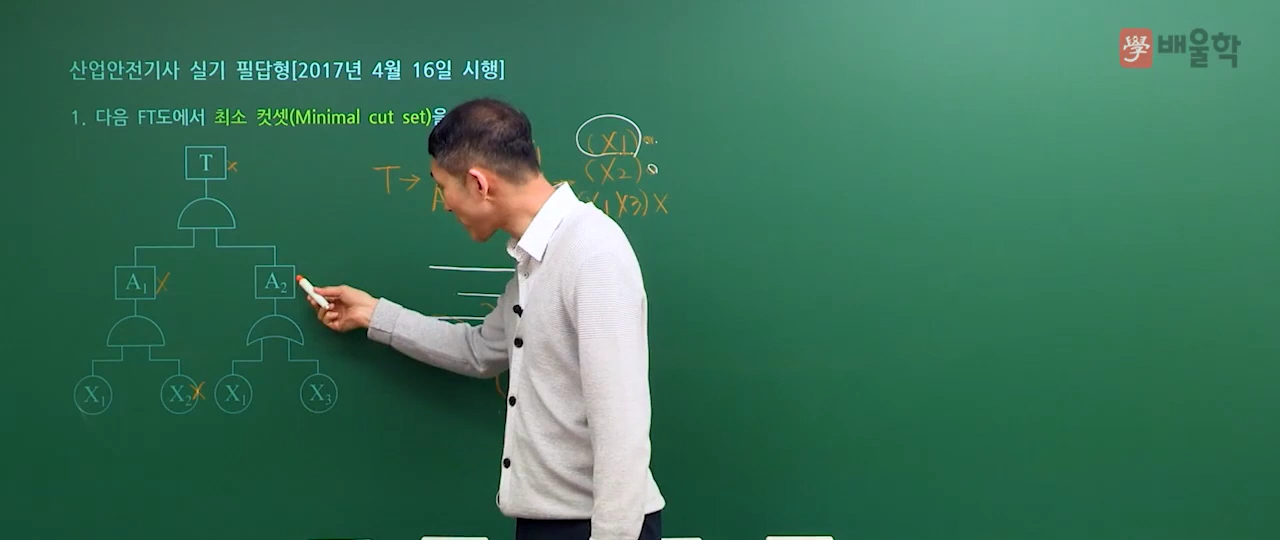 學 배울학
산업안전기사 실기 필답형[2017년 4월 16일 시행]
1. 다음 FT도에서 최소 컷셋(Minimal cut set)을
T X
A1 X A2
X1 X2 X X1 X3
T→
A
(X1)
(X2)
X3) X